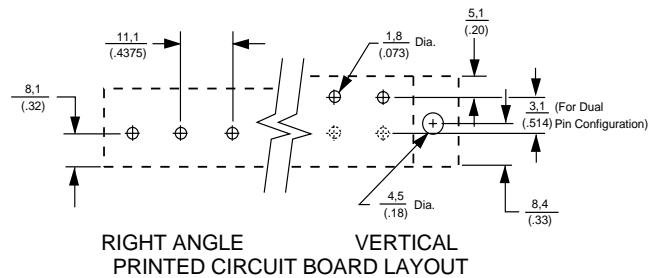 5,1
(.20)
11,1
(.4375)
1,8 Dia.
(.073)
8,1
(.32)
3,1 (For Dual
(.514) Pin Configuration)
4,5 Dia.
(.18)
8,4
(.33)
RIGHT ANGLE VERTICAL
PRINTED CIRCUIT BOARD LAYOUT